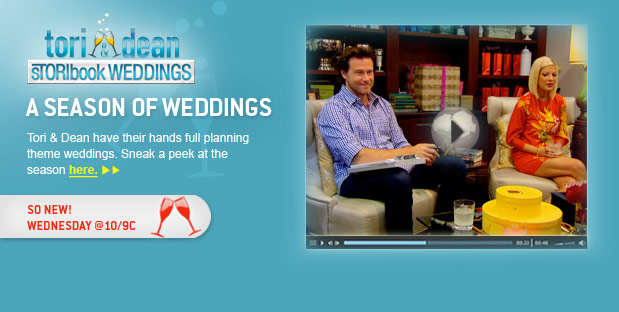 tori & dean
sTORIbook WEDDINGS
A SEASON OF WEDDINGS
Tori & Dean have their hands full planning
theme weddings. Sneak a peek at the
season here.
SO NEW!
WEDNESDAY @10/9C
00:22 00:46